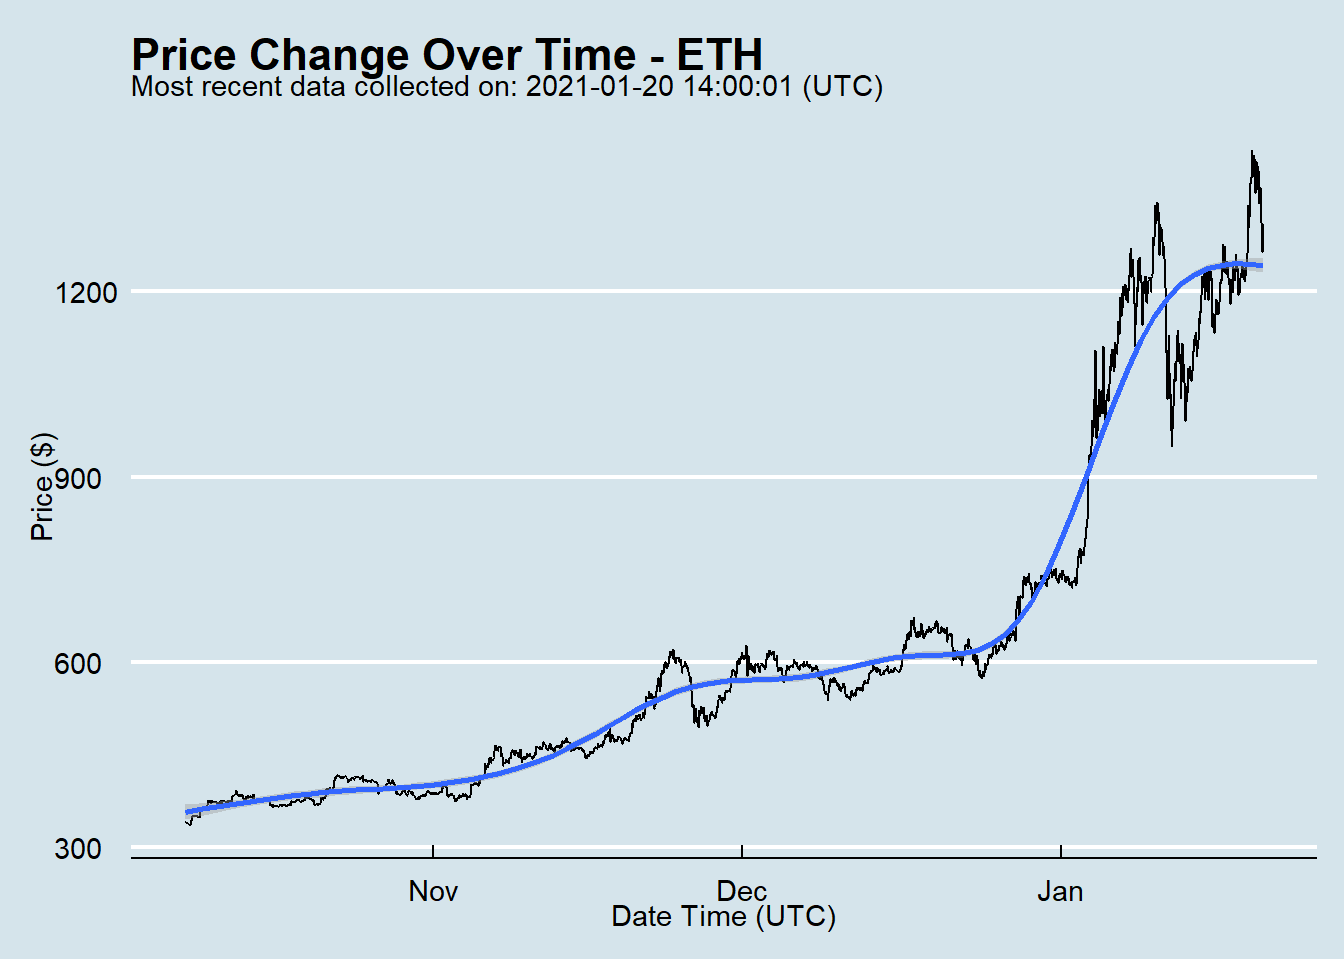 Price Change Over Time - ETH
Most recent data collected on: 2021-01-20 14:00:01 (UTC)
Price ($)
1200
900
600
300
Nov Dec Jan
Date Time (UTC)